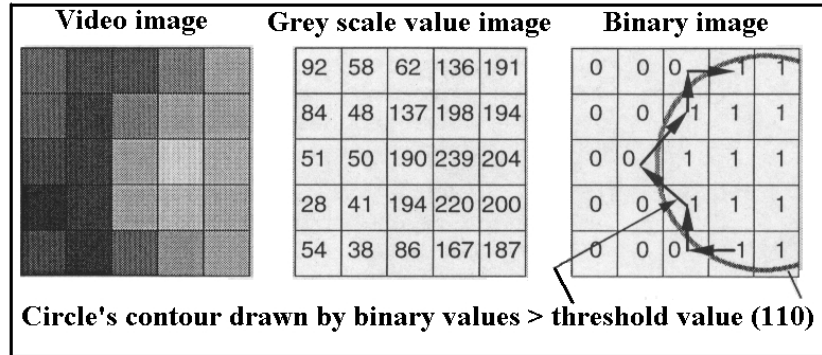 Video image Grey scale value image Binary image
92 58 62 136 191 0 0 0 1 1
84 48 137 198 194 0 0 1 1 1
51 50 190 239 204 0 0 1 1 1
28 41 194 220 200 0 0 1 1 1
54 38 86 167 187 0 0 0 1 1
Circle's contour drawn by binary values > threshold value (110)